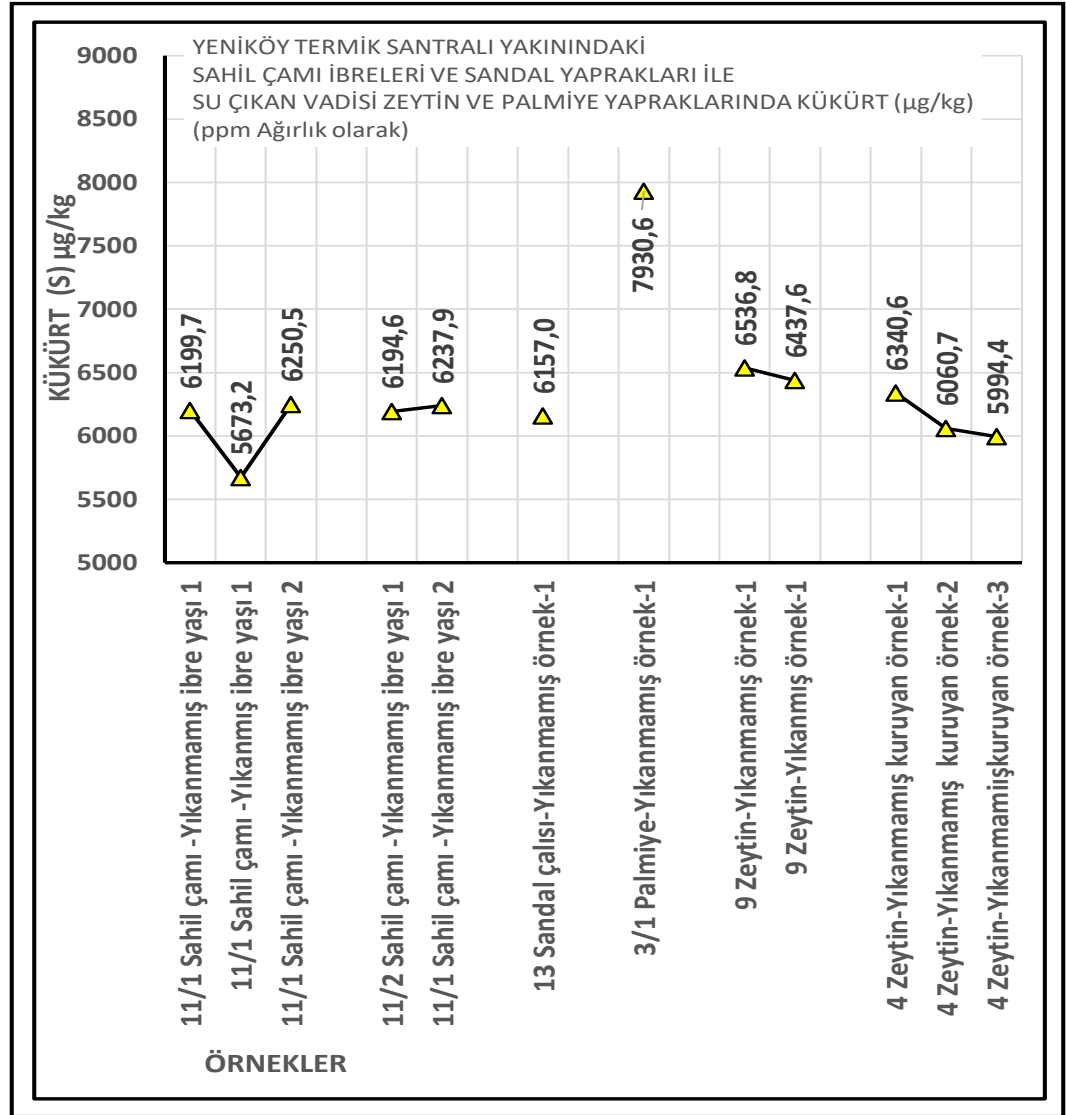 YENİKÖY TERMİK SANTRALI YAKININDAKİ
SAHİL ÇAMI İBRELERİ VE SANDAL YAPRAKLARI İLE
SU ÇIKAN VADİSİ ZEYTİN VE PALMİYE YAPRAKLARINDA KÜKÜRT (µg/kg)
(ppm Ağırlık olarak)
KÜKÜRT (S) µg/kg
9000
8500
8000
7500
7000
6500
6000
5500
5000
6199,7
5673,2
6250,5
6194,6
6237,9
6157,0
7930,6
6536,8
6437,6
6340,6
6060,7
5994,4
11/1 Sahil çamı -Yıkanmamış ibre yaşı 1
11/1 Sahil çamı -Yıkanmış ibre yaşı 1
11/1 Sahil çamı -Yıkanmamış ibre yaşı 2
11/2 Sahil çamı -Yıkanmamış ibre yaşı 1
11/1 Sahil çamı -Yıkanmamış ibre yaşı 2
13 Sandal çalısı-Yıkanmamış örnek-1
3/1 Palmiye-Yıkanmamış örnek-1
9 Zeytin-Yıkanmamış örnek-1
9 Zeytin-Yıkanmış örnek-1
4 Zeytin-Yıkanmamış kuruyan örnek-1
4 Zeytin-Yıkanmamış kuruyan örnek-2
4 Zeytin-Yıkanmamiışkuruyan örnek-3
ÖRNEKLER